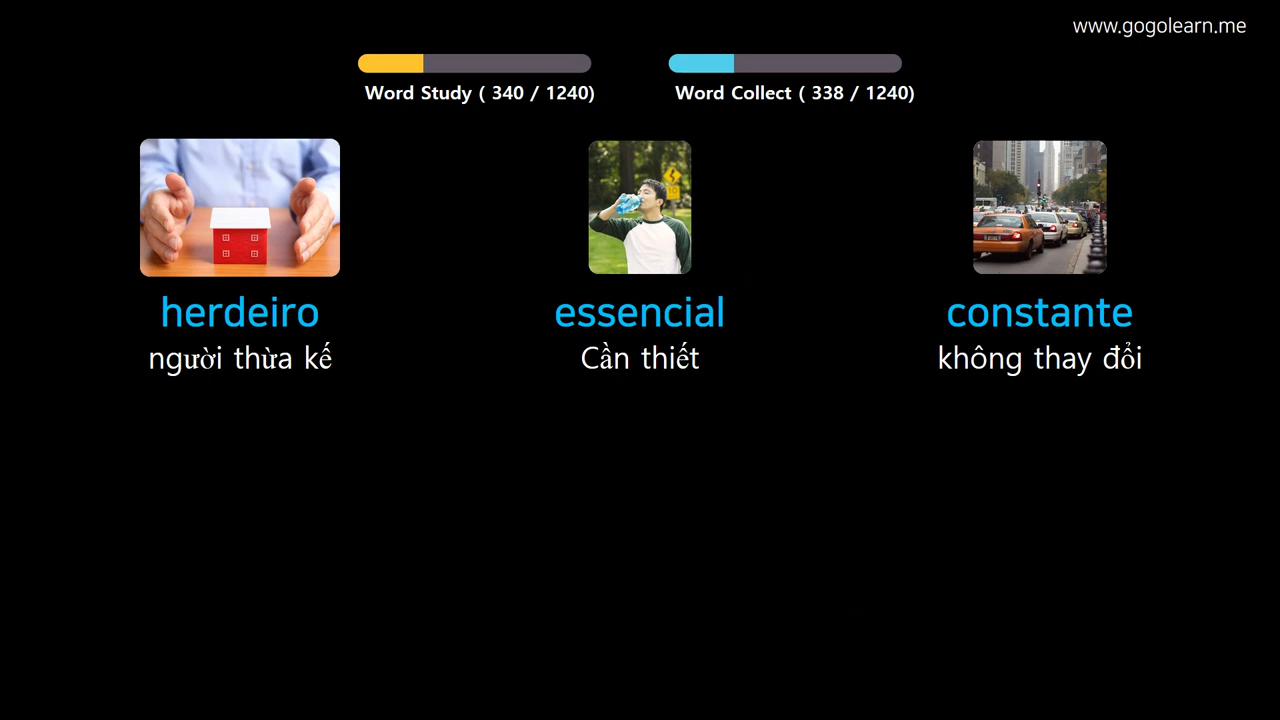 www.gogolearn.me
Word Study ( 340 / 1240)
Word Collect ( 338 / 1240)
herdeiro
người thừa kế
essencial
Cần thiết
constante
không thay đổi